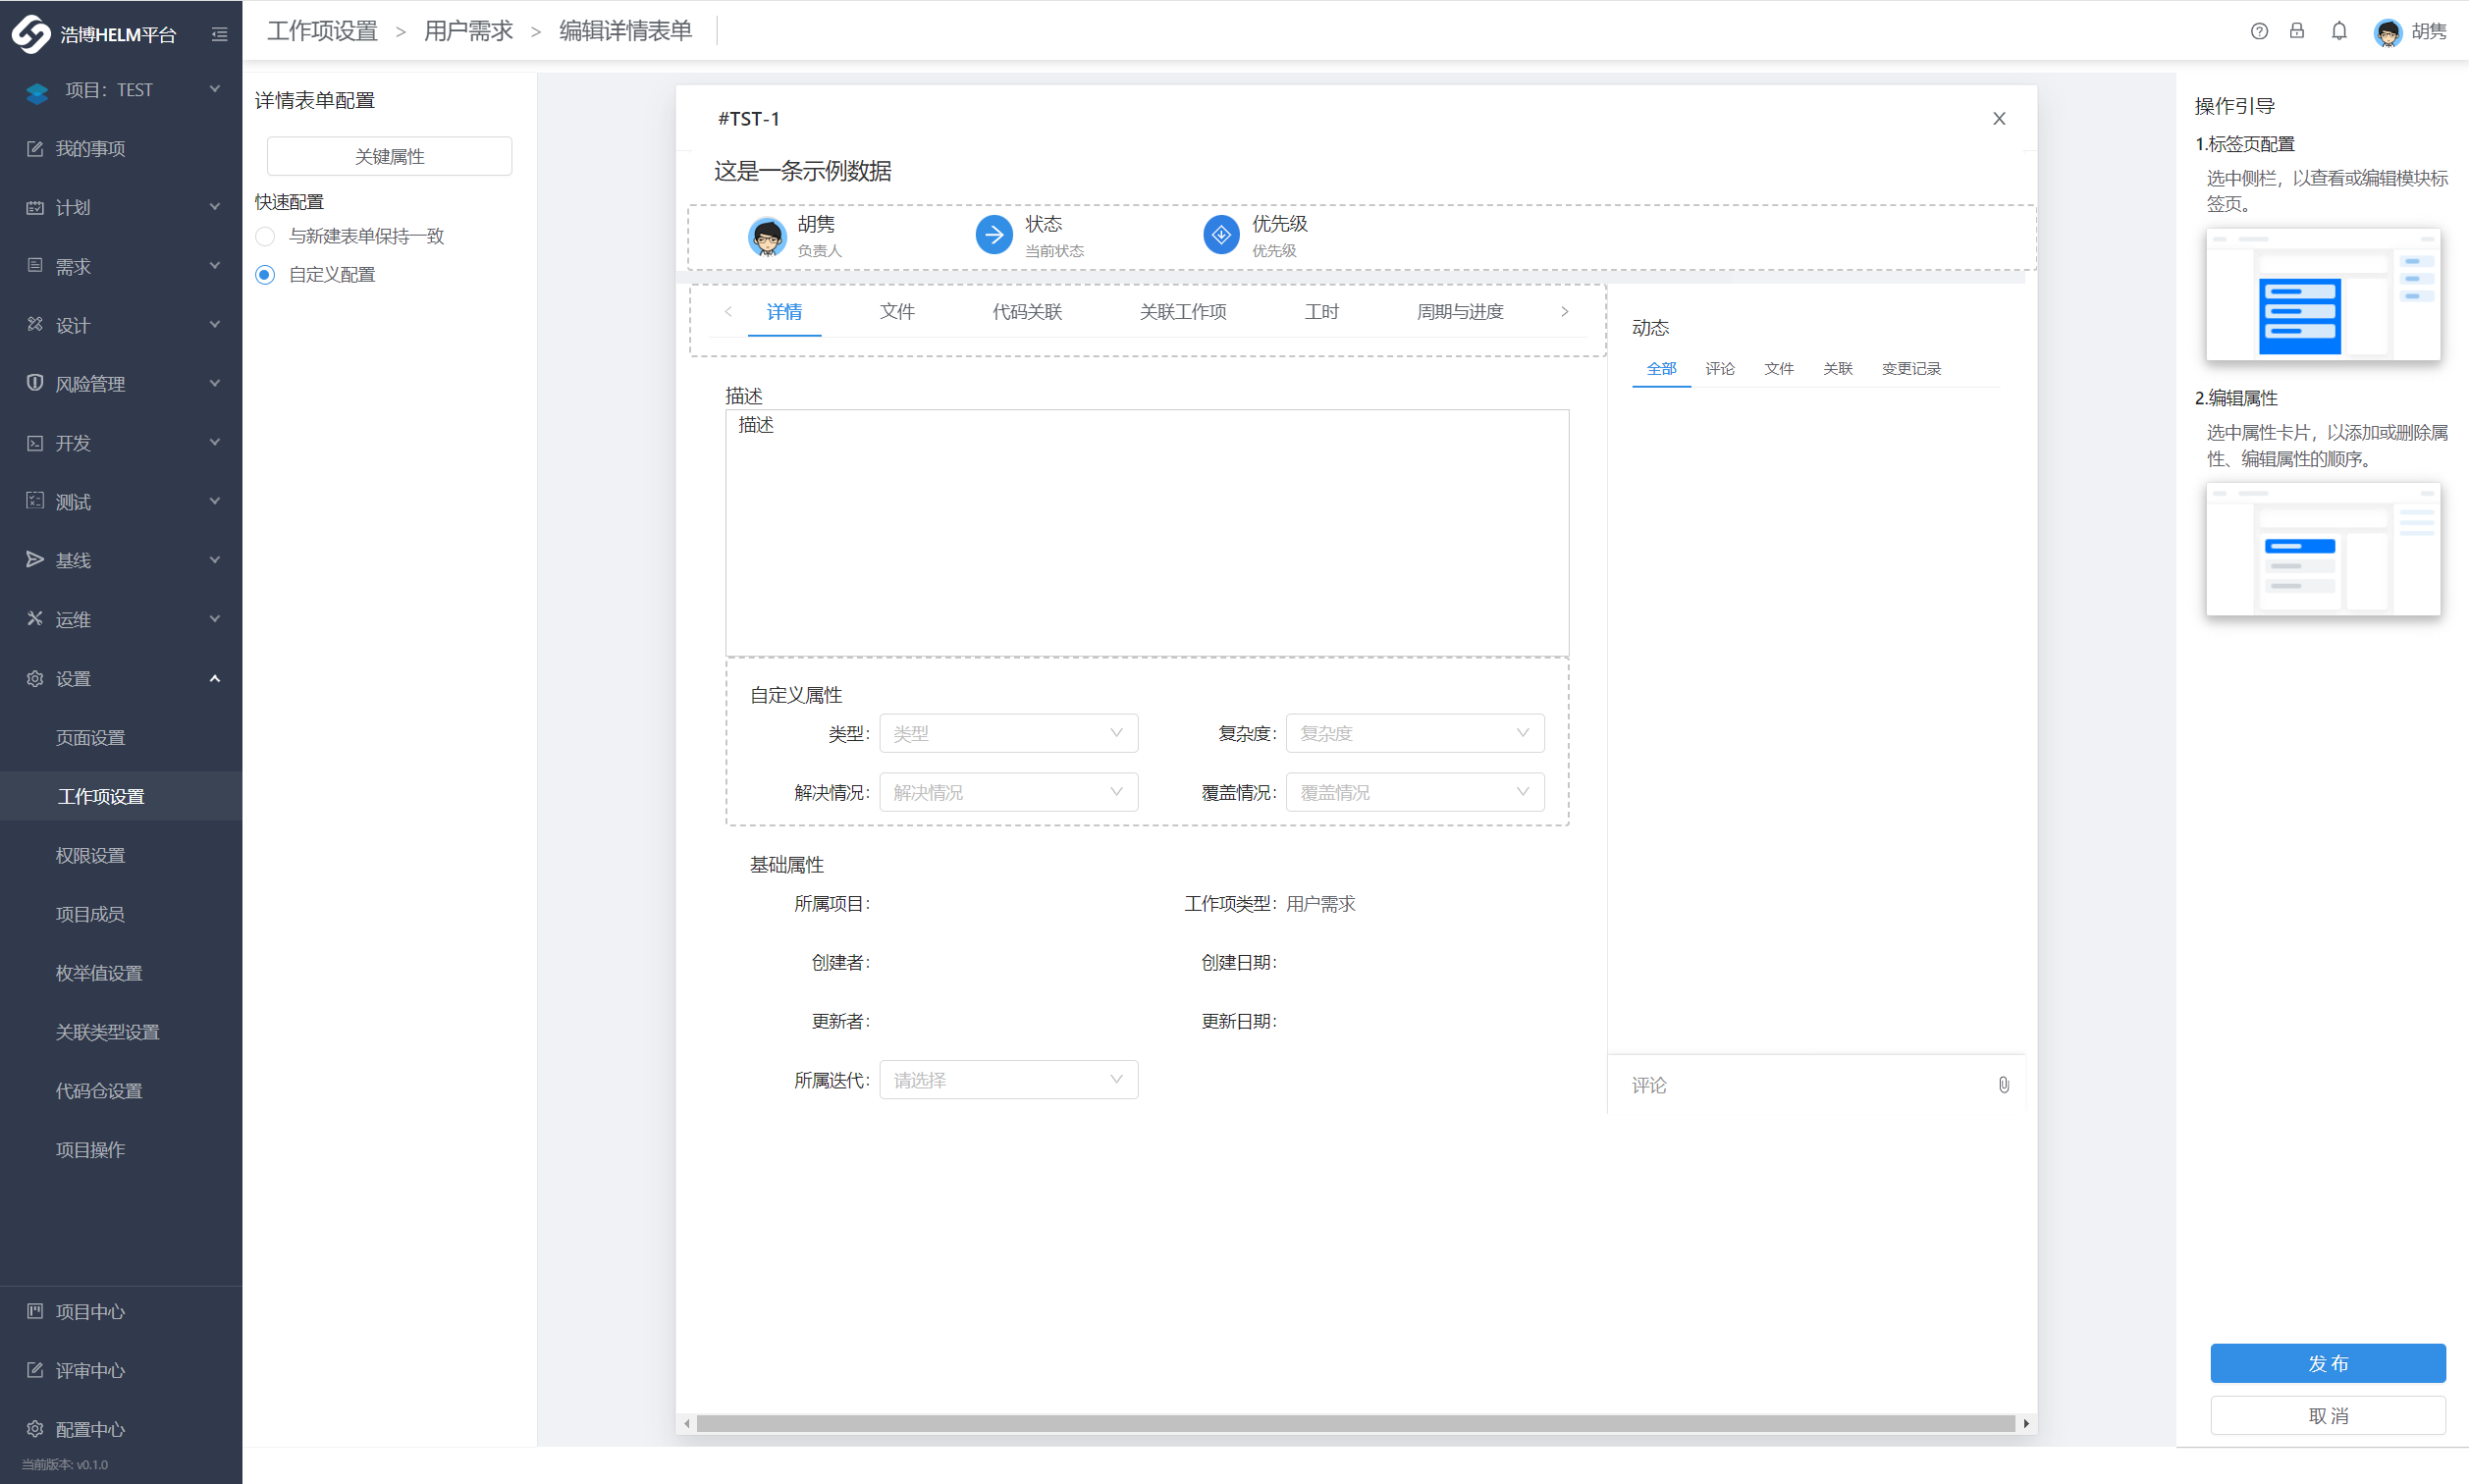 浩博HELM平台
项目：TEST
我的事项
计划
需求
设计
风险管理
开发
测试
基线
运维
设置
页面设置
工作项设置
权限设置
项目成员
枚举值设置
关联类型设置
代码仓设置
项目操作
项目中心
评审中心
配置中心
当前版本: v0.1.0
工作项设置 > 用户需求 > 编辑详情表单
胡隽
详情表单配置
关键属性
快速配置
与新建表单保持一致
自定义配置
#TST-1
这是一条示例数据
胡隽
负责人
状态
当前状态
优先级
优先级
详情 文件 代码关联 关联工作项 工时 周期与进度
描述
描述
自定义属性
类型: 类型 复杂度: 复杂度
解决情况: 解决情况 覆盖情况: 覆盖情况
基础属性
所属项目: 工作项类型: 用户需求
创建者: 创建日期:
更新者: 更新日期:
所属迭代: 请选择
动态
全部 评论 文件 关联 变更记录
评论
操作引导
1.标签页配置
选中侧栏，以查看或编辑模块标
签页。
2.编辑属性
选中属性卡片，以添加或删除属
性、编辑属性的顺序。
发布
取消